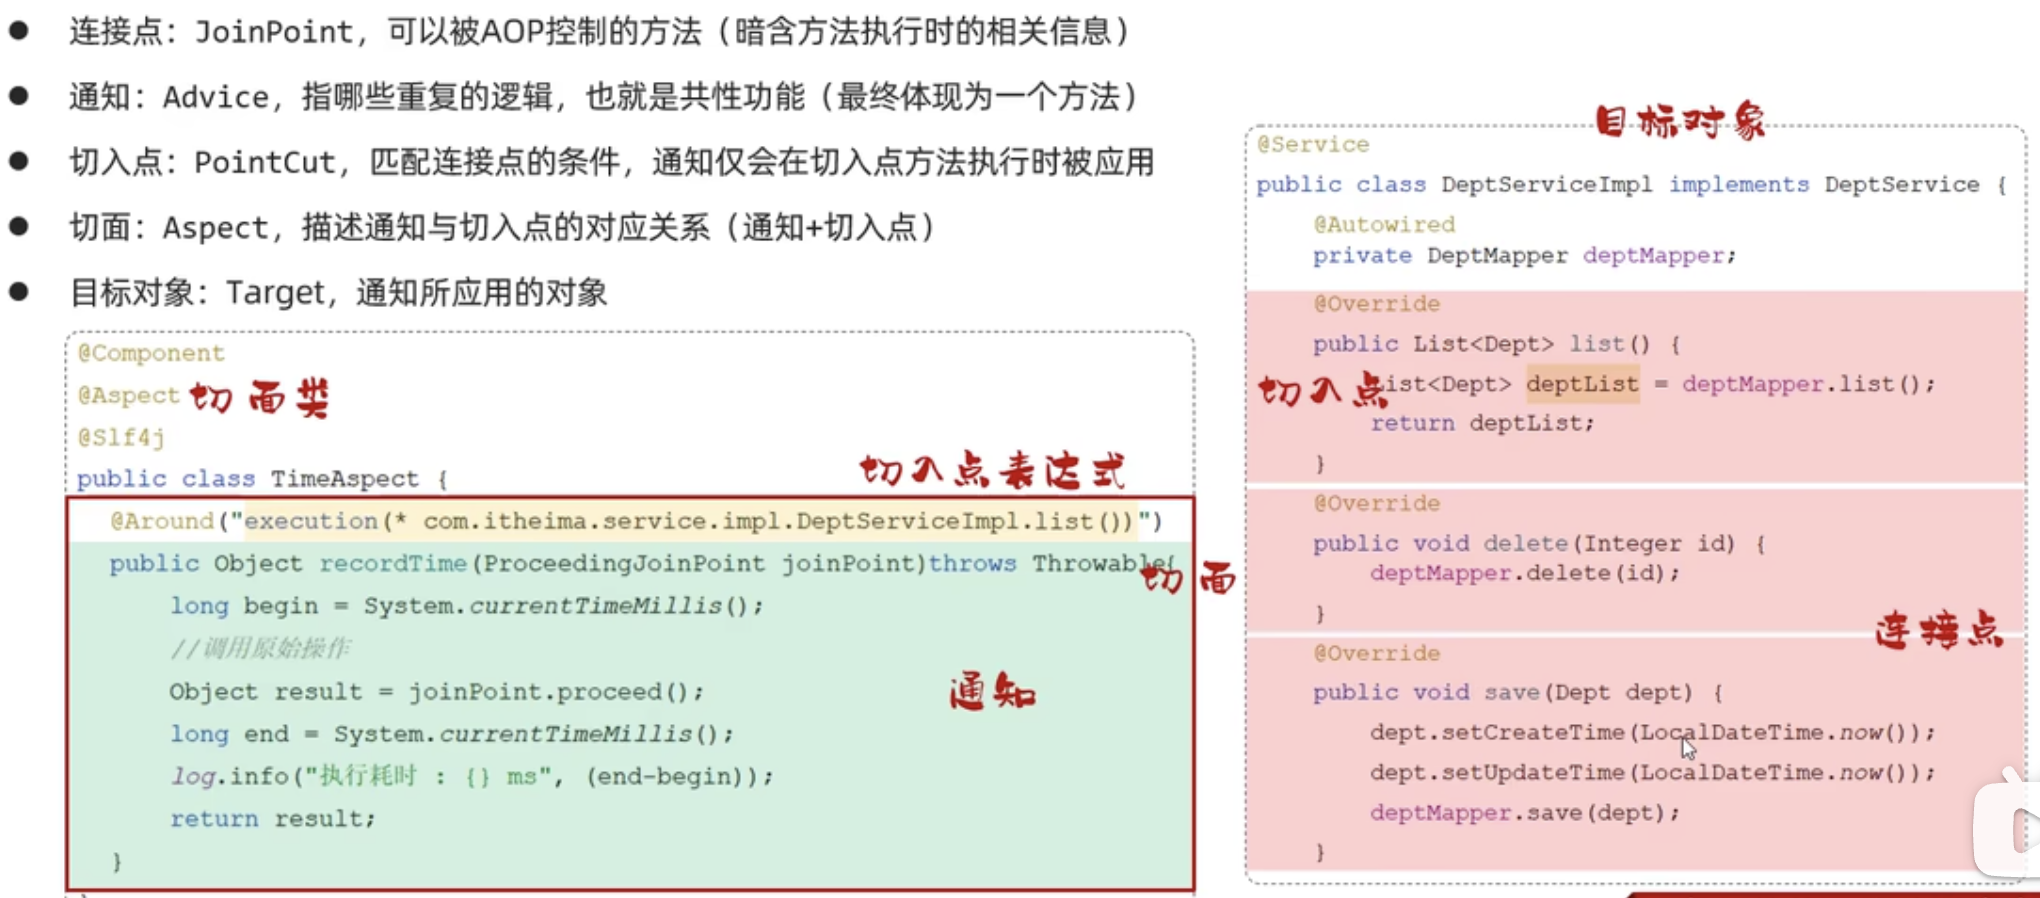 ● 连接点：JoinPoint，可以被AOP控制的方法（暗含方法执行时的相关信息）
● 通知：Advice，指哪些重复的逻辑，也就是共性功能（最终体现为一个方法）
● 切入点：PointCut，匹配连接点的条件，通知仅会在切入点方法执行时被应用
● 切面：Aspect，描述通知与切入点的对应关系（通知+切入点）
● 目标对象：Target，通知所应用的对象
@Component
@Aspect 切面类
@Slf4j
切入点表达式
public class TimeAspect {
@Around("execution(* com.itheima.service.impl.DeptServiceImpl.list())")
public Object recordTime(ProceedingJoinPoint joinPoint)throws Throwable{
切面
long begin = System.currentTimeMillis();
//调用原始操作
Object result = joinPoint.proceed();
通知
long end = System.currentTimeMillis();
log.info("执行耗时 : {} ms", (end-begin));
return result;
}
目标对象
@Service
public class DeptServiceImpl implements DeptService {
@Autowired
private DeptMapper deptMapper;
@Override
public List<Dept> list() {
切入点
List<Dept> deptList = deptMapper.list();
return deptList;
}
@Override
public void delete(Integer id) {
deptMapper.delete(id);
}
连接点
@Override
public void save(Dept dept) {
dept.setCreateTime(LocalDateTime.now());
dept.setUpdateTime(LocalDateTime.now());
deptMapper.save(dept);
}